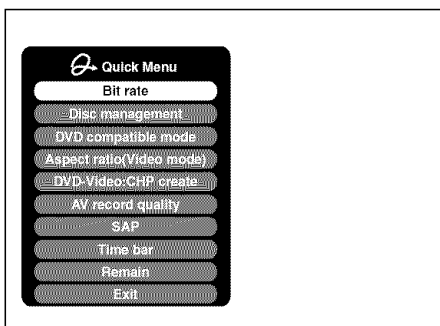 Quick Menu
Bit rate
Disc management
DVD compatible mode
Aspect ratio(Video mode)
DVD-Video:CHP create
AV record quality
SAP
Time bar
Remain
Exit